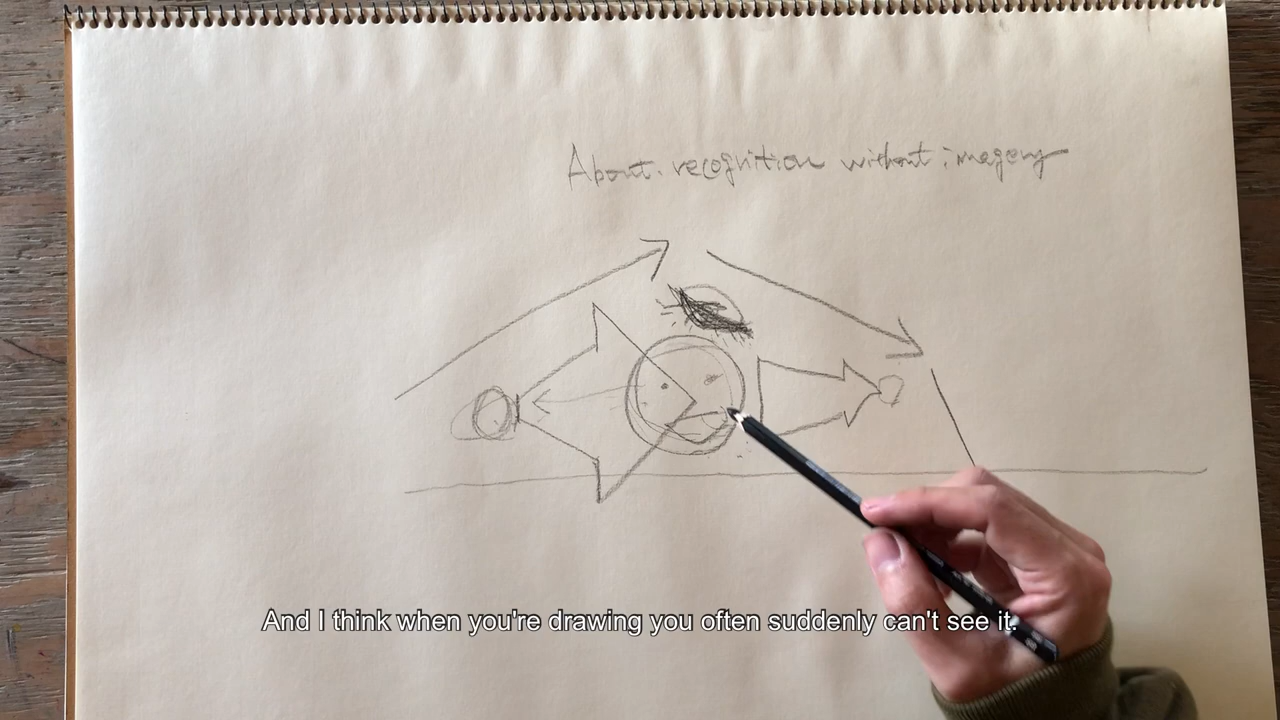 About. recognition without imagery
And I think when you're drawing you often suddenly can't see it.